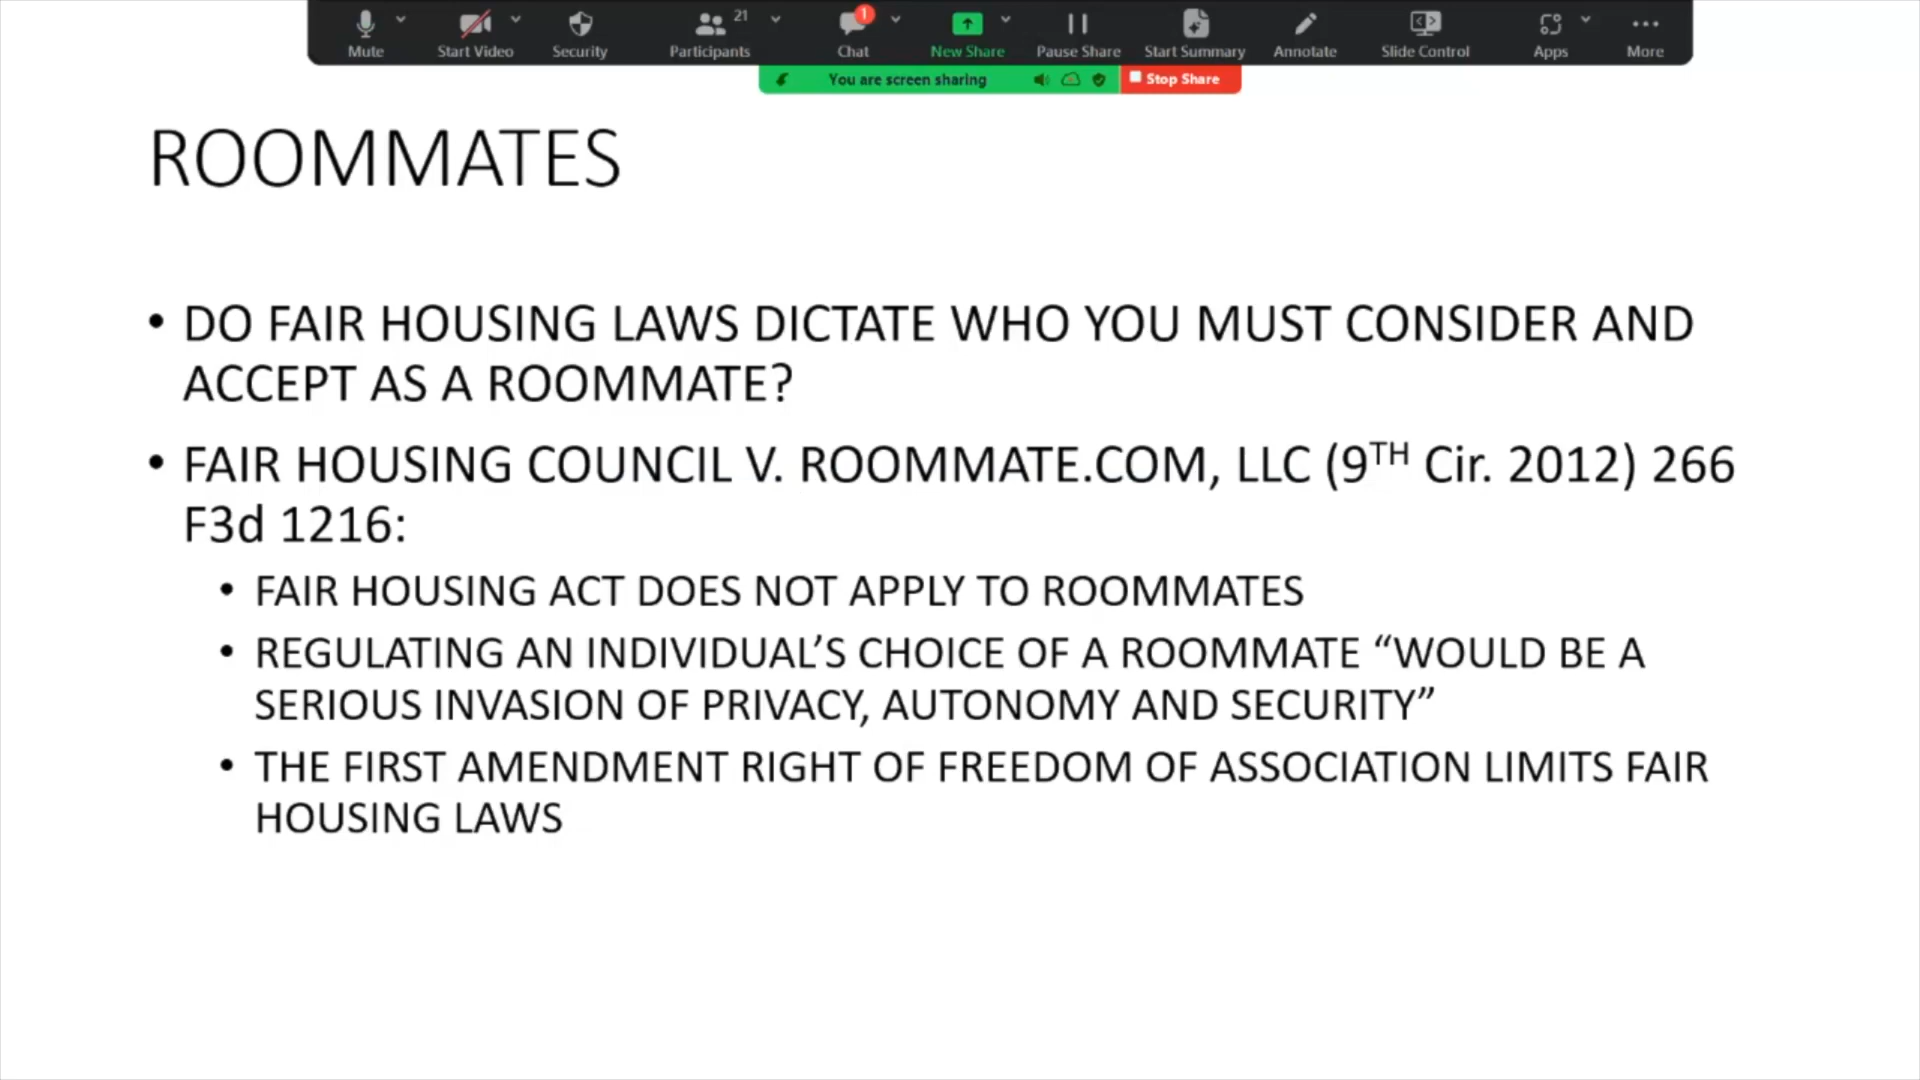 Mute
Start Video
Security
Participants
21
Chat
1
New Share
Pause Share
Start Summary
Annotate
Slide Control
Apps
More
You are screen sharing
Stop Share
ROOMMATES
• DO FAIR HOUSING LAWS DICTATE WHO YOU MUST CONSIDER AND
ACCEPT AS A ROOMMATE?
• FAIR HOUSING COUNCIL V. ROOMMATE.COM, LLC (9TH Cir. 2012) 266
F3d 1216:
• FAIR HOUSING ACT DOES NOT APPLY TO ROOMMATES
• REGULATING AN INDIVIDUAL’S CHOICE OF A ROOMMATE “WOULD BE A
SERIOUS INVASION OF PRIVACY, AUTONOMY AND SECURITY”
• THE FIRST AMENDMENT RIGHT OF FREEDOM OF ASSOCIATION LIMITS FAIR
HOUSING LAWS